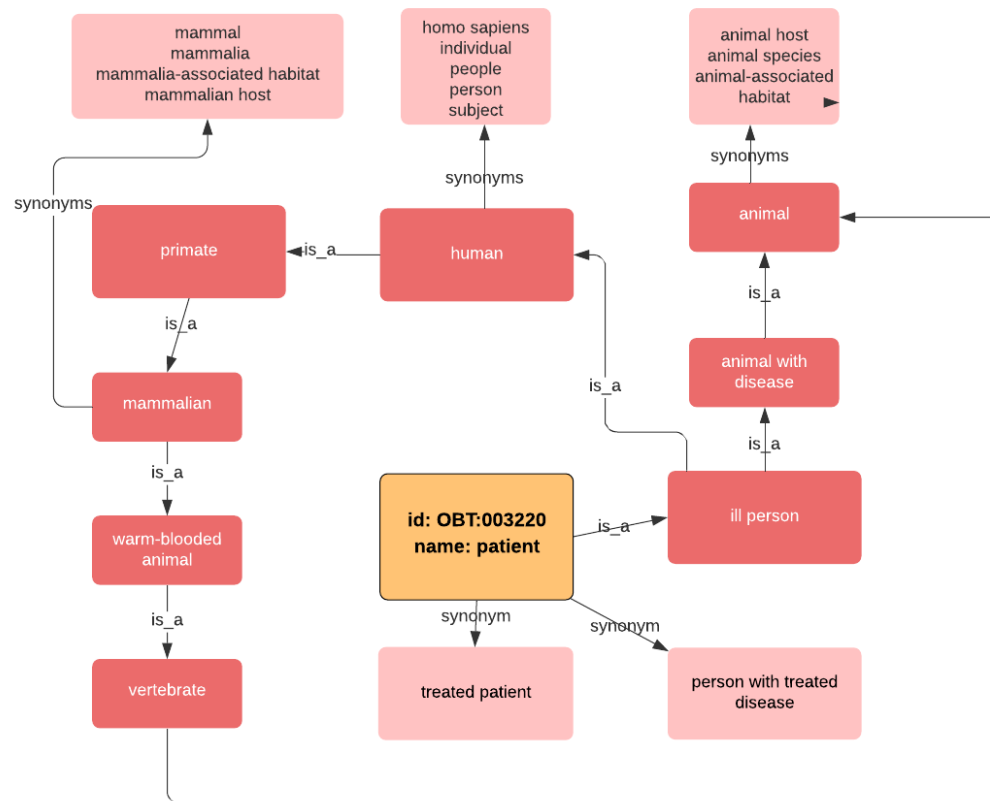 mammal
mammalia
mammalia-associated habitat
mammalian host
homo sapiens
individual
people
person
subject
animal host
animal species
animal-associated
habitat
synonyms
synonyms
synonyms
primate
is_a
human
animal
is_a
is_a
mammalian
is_a
animal with
disease
is_a
is_a
id: OBT:003220
name: patient
is_a
ill person
warm-blooded
animal
is_a
synonym
synonym
vertebrate
treated patient
person with treated
disease